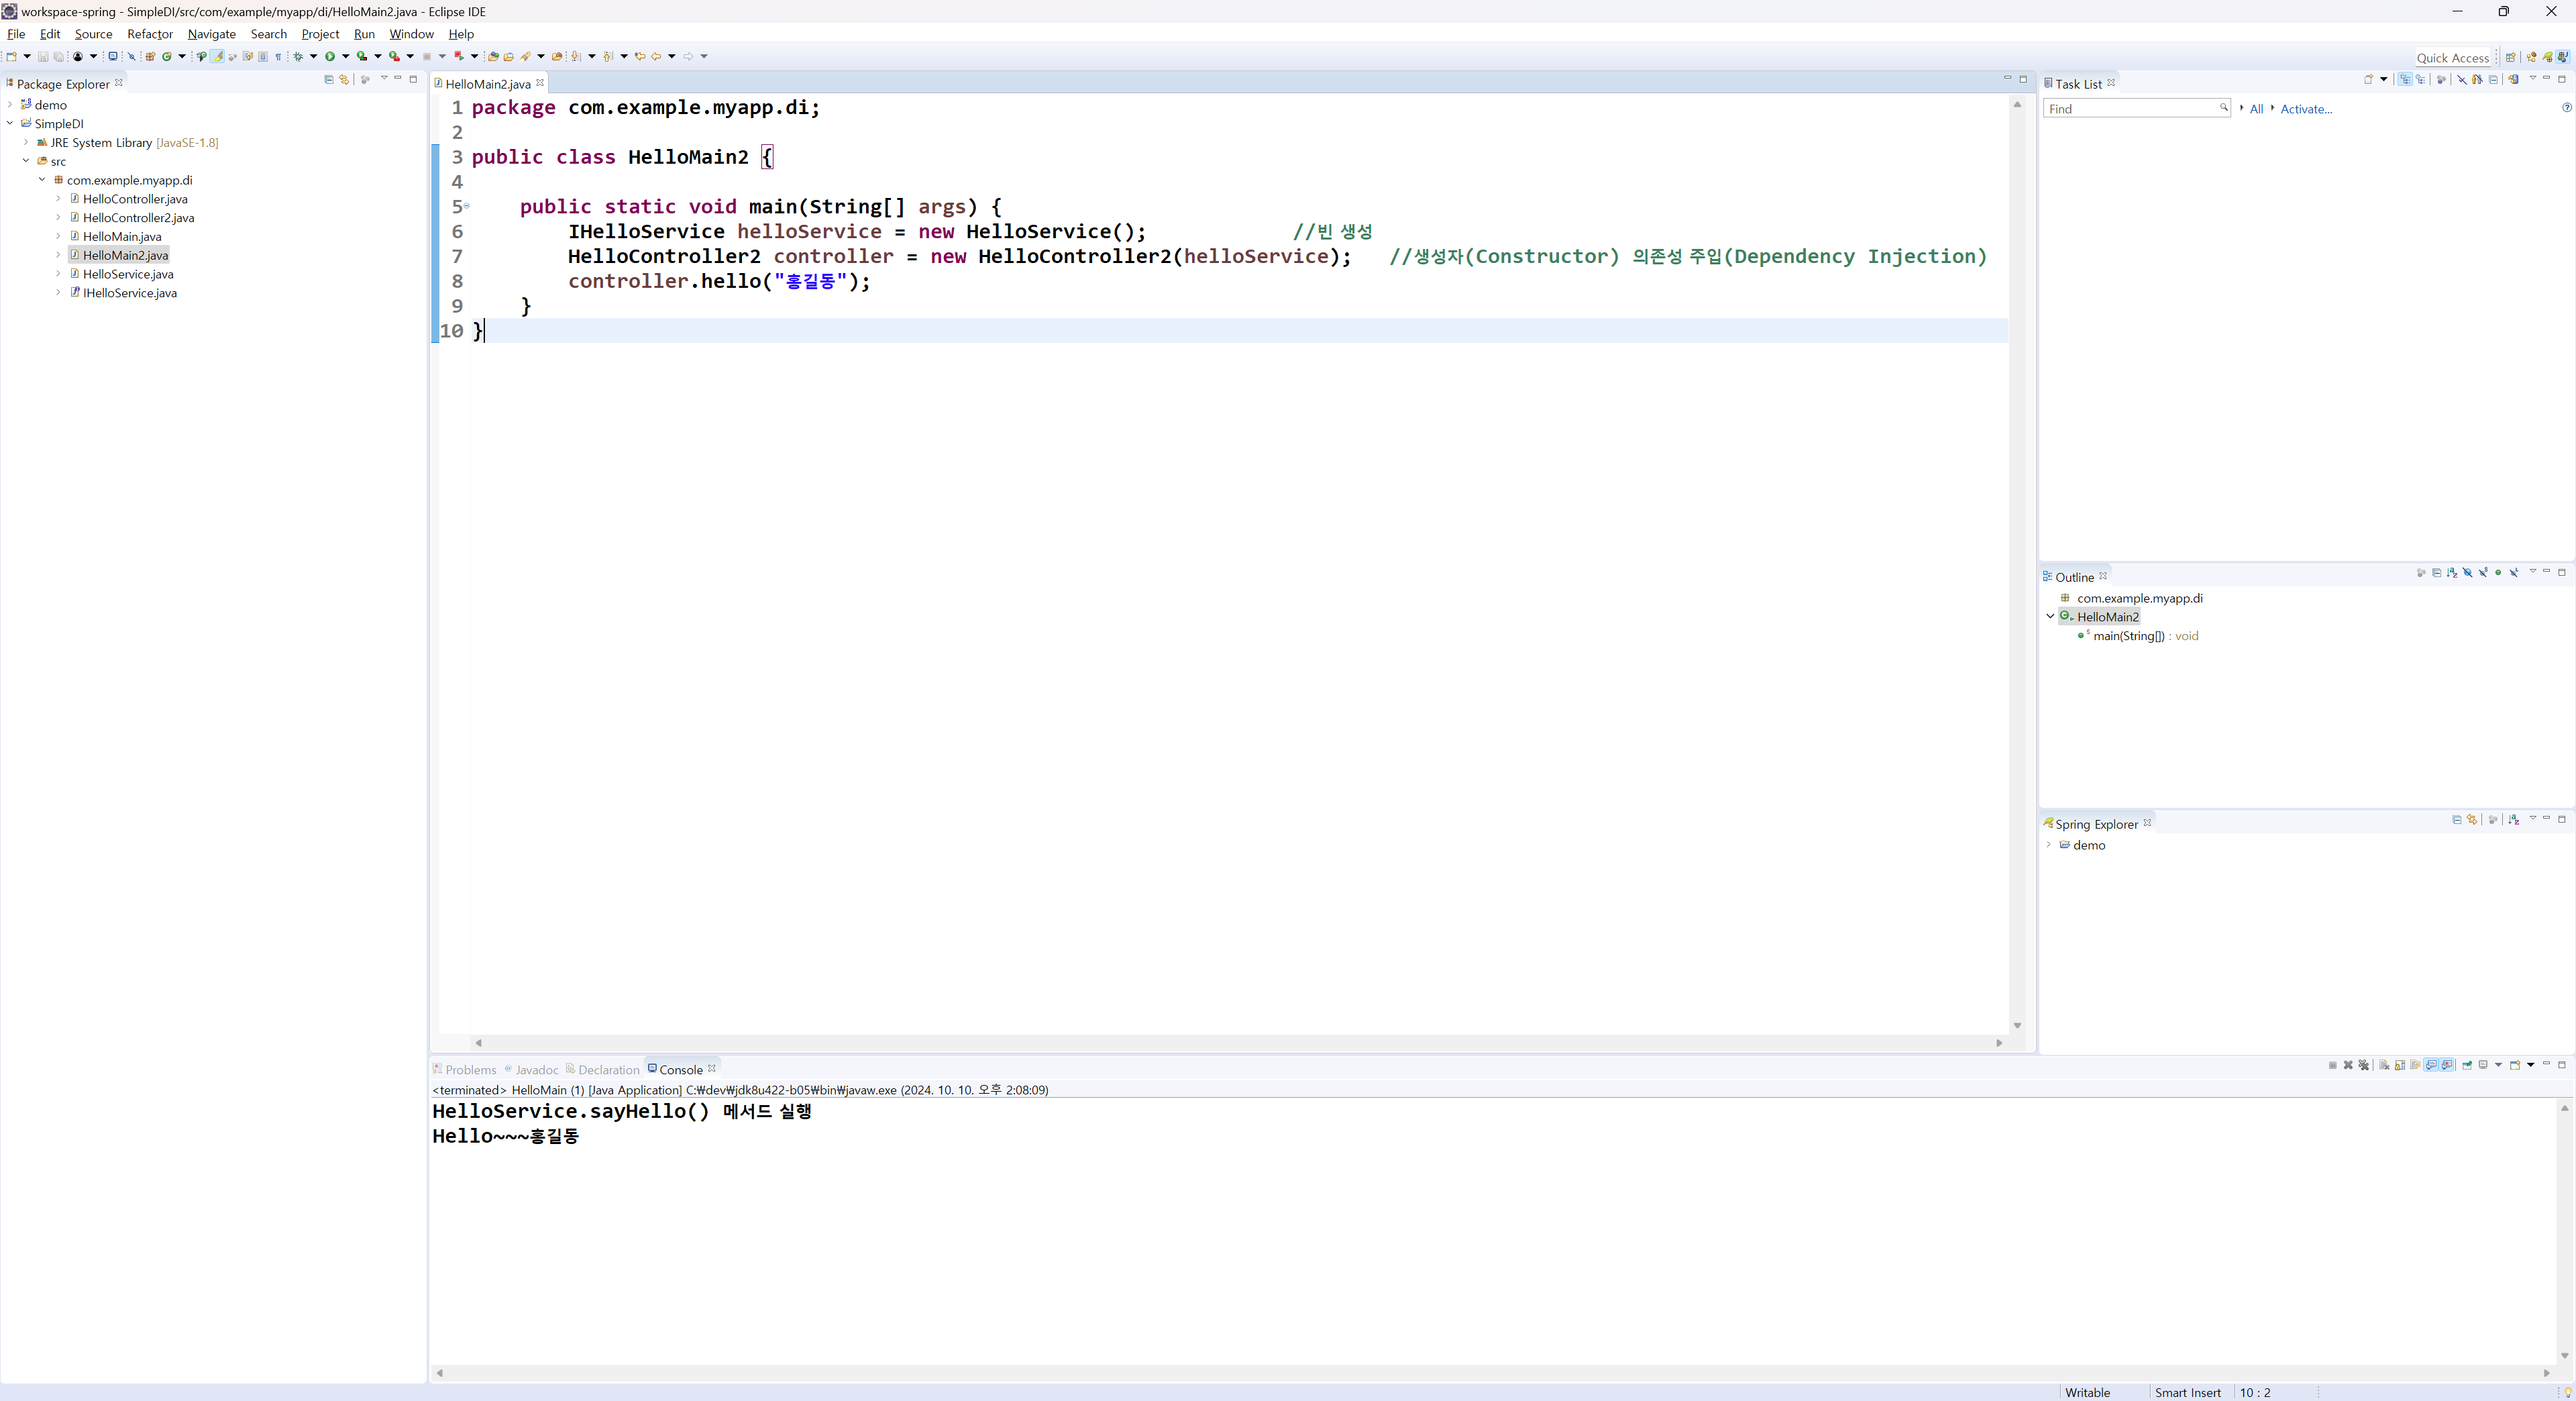 workspace-spring - SimpleDI/src/com/example/myapp/di/HelloMain2.java - Eclipse IDE
File Edit Source Refactor Navigate Search Project Run Window Help
Quick Access
Package Explorer
demo
SimpleDI
JRE System Library [JavaSE-1.8]
src
com.example.myapp.di
HelloController.java
HelloController2.java
HelloMain.java
HelloMain2.java
HelloService.java
IHelloService.java
HelloMain2.java
1 package com.example.myapp.di;
2
3 public class HelloMain2 {
4
5 public static void main(String[] args) {
6 IHelloService helloService = new HelloService(); //빈 생성
7 HelloController2 controller = new HelloController2(helloService); //생성자(Constructor) 의존성 주입(Dependency Injection)
8 controller.hello("홍길동");
9 }
10 }
Task List
Find All Activate...
Outline
com.example.myapp.di
HelloMain2
main(String[]) : void
Spring Explorer
demo
Problems Javadoc Declaration Console
<terminated> HelloMain (1) [Java Application] C:₩dev₩jdk8u422-b05₩bin₩javaw.exe (2024. 10. 10. 오후 2:08:09)
HelloService.sayHello() 메서드 실행
Hello~~~홍길동
Writable Smart Insert 10 : 2